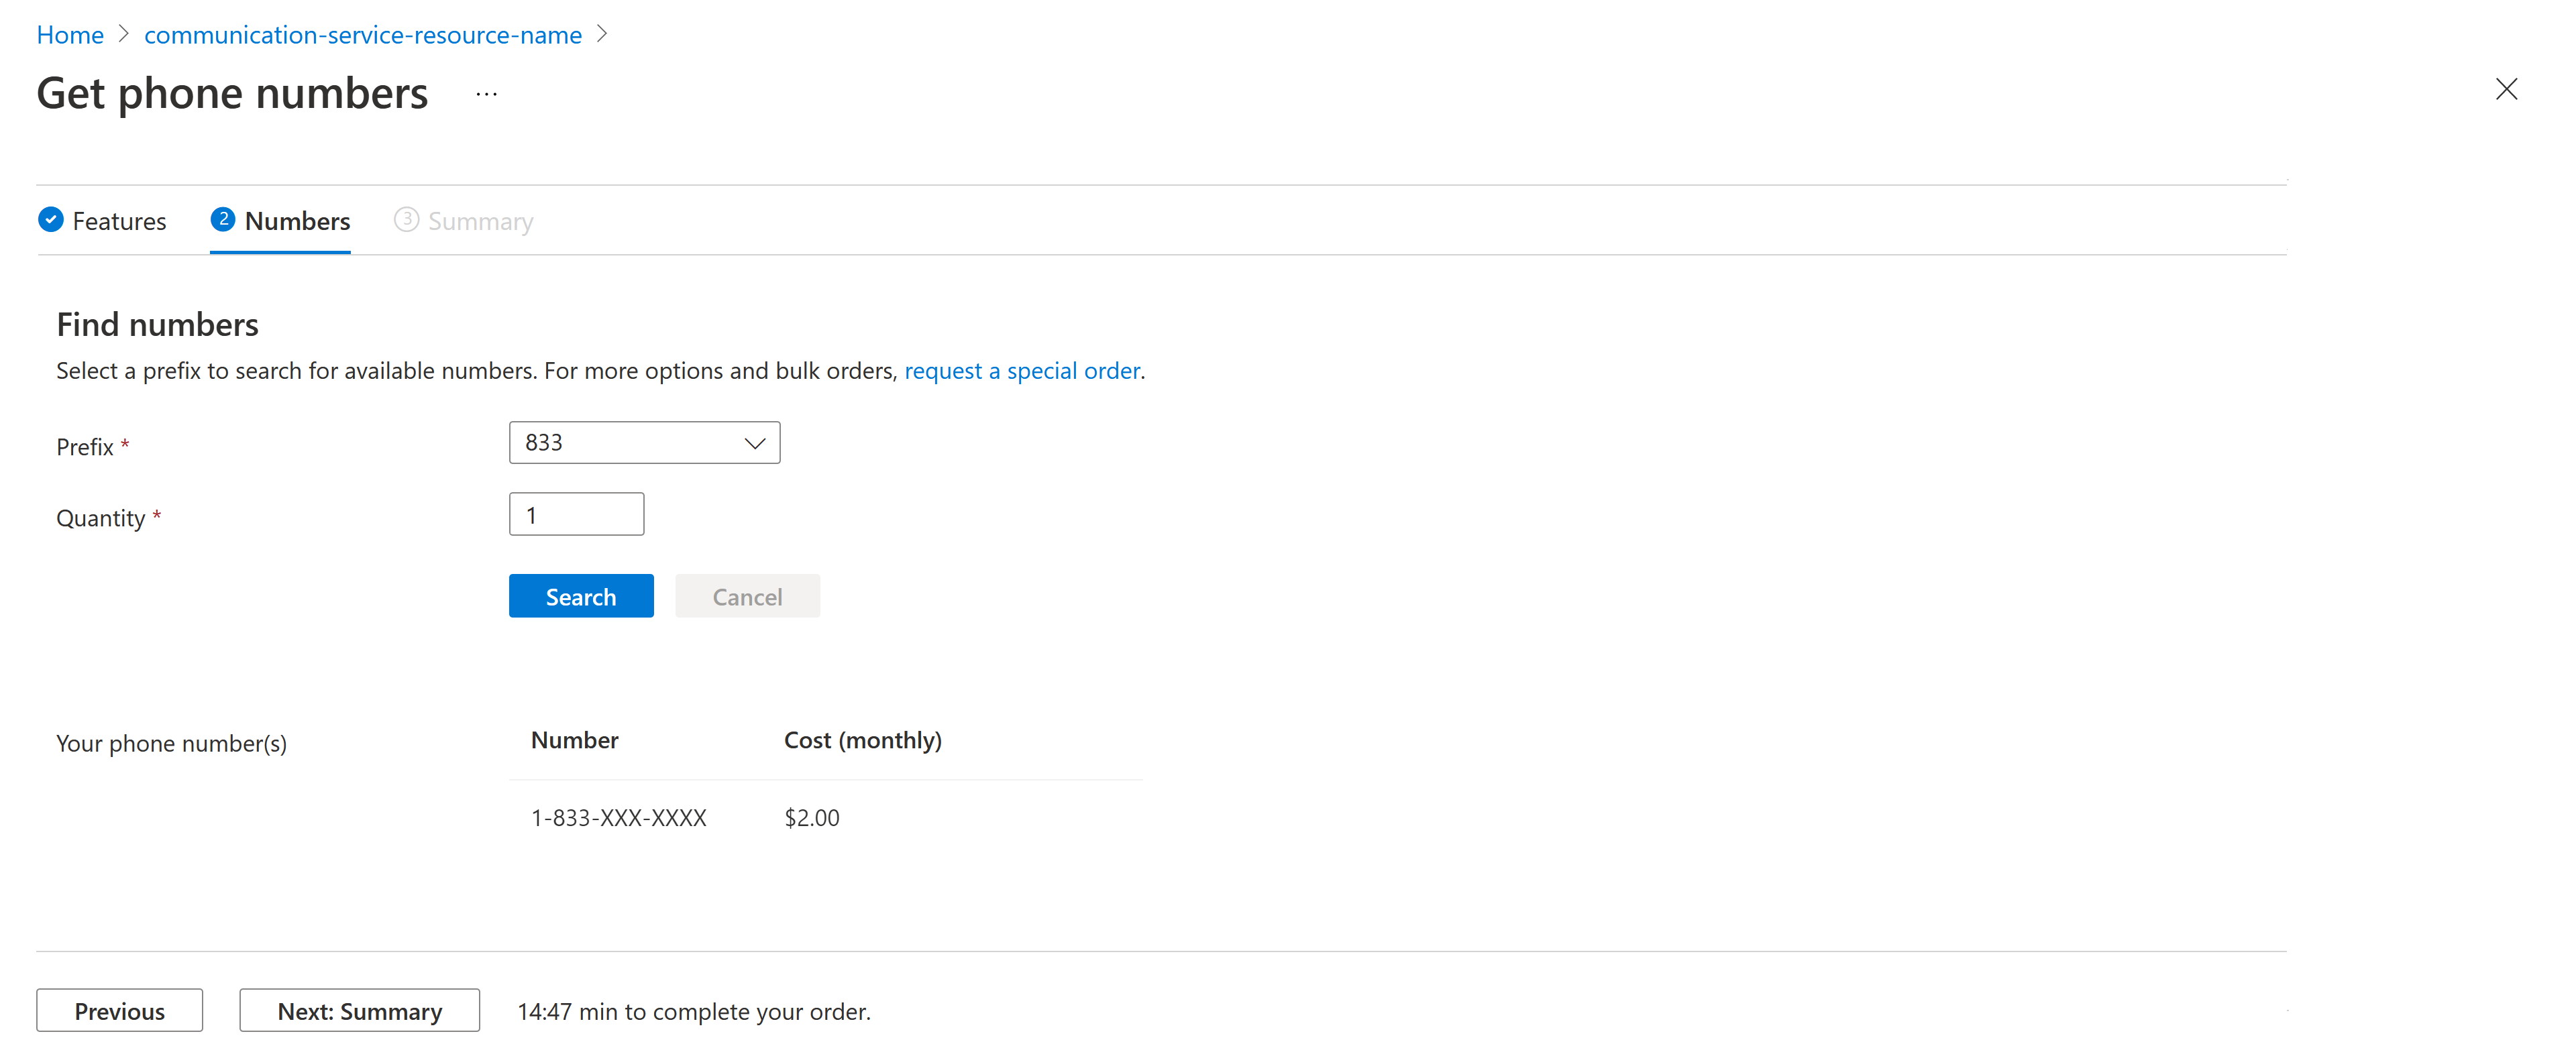 Home > communication-service-resource-name >
Get phone numbers ...
Features 2 Numbers 3 Summary
Find numbers
Select a prefix to search for available numbers. For more options and bulk orders, request a special order.
Prefix * 833
Quantity * 1
Search Cancel
Your phone number(s) Number Cost (monthly)
1-833-XXX-XXXX $2.00
Previous Next: Summary 14:47 min to complete your order.